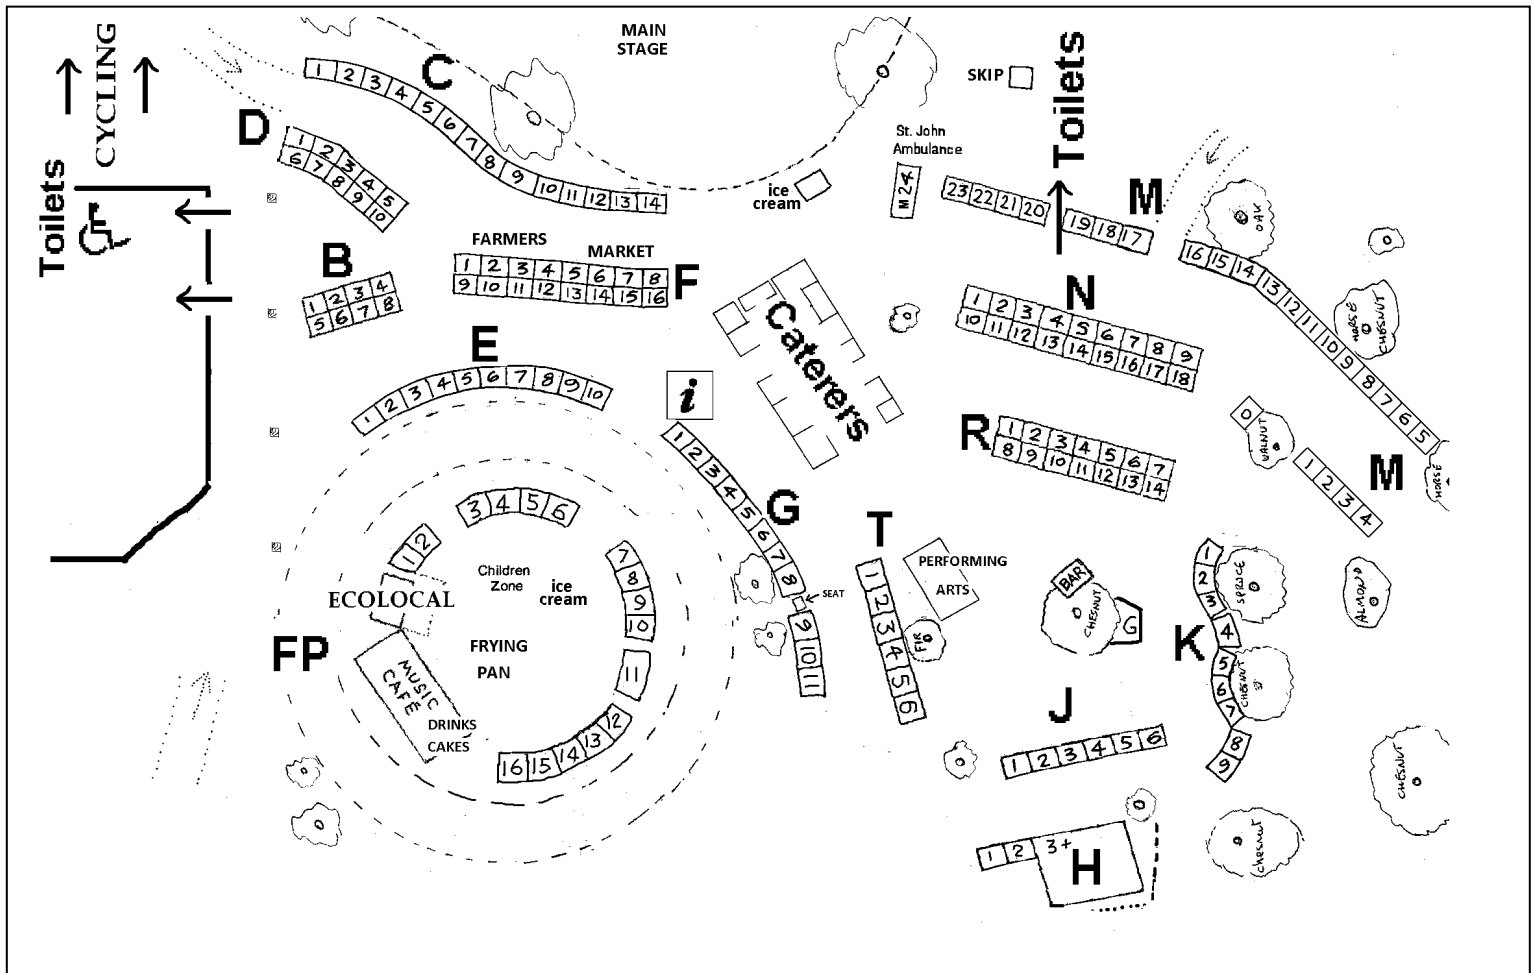 CYCLING
Toilets
MAIN
STAGE
SKIP
Toilets
St. John
Ambulance
C
1 2 3 4 5 6 7 8 9 10 11 12 13 14
D
1 2 3 4 5
6 7 8 9 10
ice
cream
M24
23 22 21 20
19 18 17
M
OAK
16 15 14 13 12 11 10 9 8 7 6 5
HORSE
CHESNUT
FARMERS
MARKET
F
1 2 3 4 5 6 7 8
9 10 11 12 13 14 15 16
B
1 2 3 4
5 6 7 8
N
1 2 3 4 5 6 7 8 9
10 11 12 13 14 15 16 17 18
Caterers
E
1 2 3 4 5 6 7 8 9 10
i
R
1 2 3 4 5 6 7
8 9 10 11 12 13 14
0
WALNUT
1 2 3 4
M
HORSE
G
1 2 3 4 5 6 7 8
SEAT
9 10 11
T
1 2 3 4 5 6
PERFORMING
ARTS
FIR
BAR
CHESNUT
G
K
1 2 3 4 5 6 7 8 9
SPRUCE
CHESNUT
ALMOND
3 4 5 6
1 2
7 8 9 10
11
12 13 14 15 16
Children
Zone
ice
cream
ECOLOCAL
FP
FRYING
PAN
MUSIC
CAFÉ
DRINKS
CAKES
J
1 2 3 4 5 6
1 2 3+
H
chesnut
CHESNUT